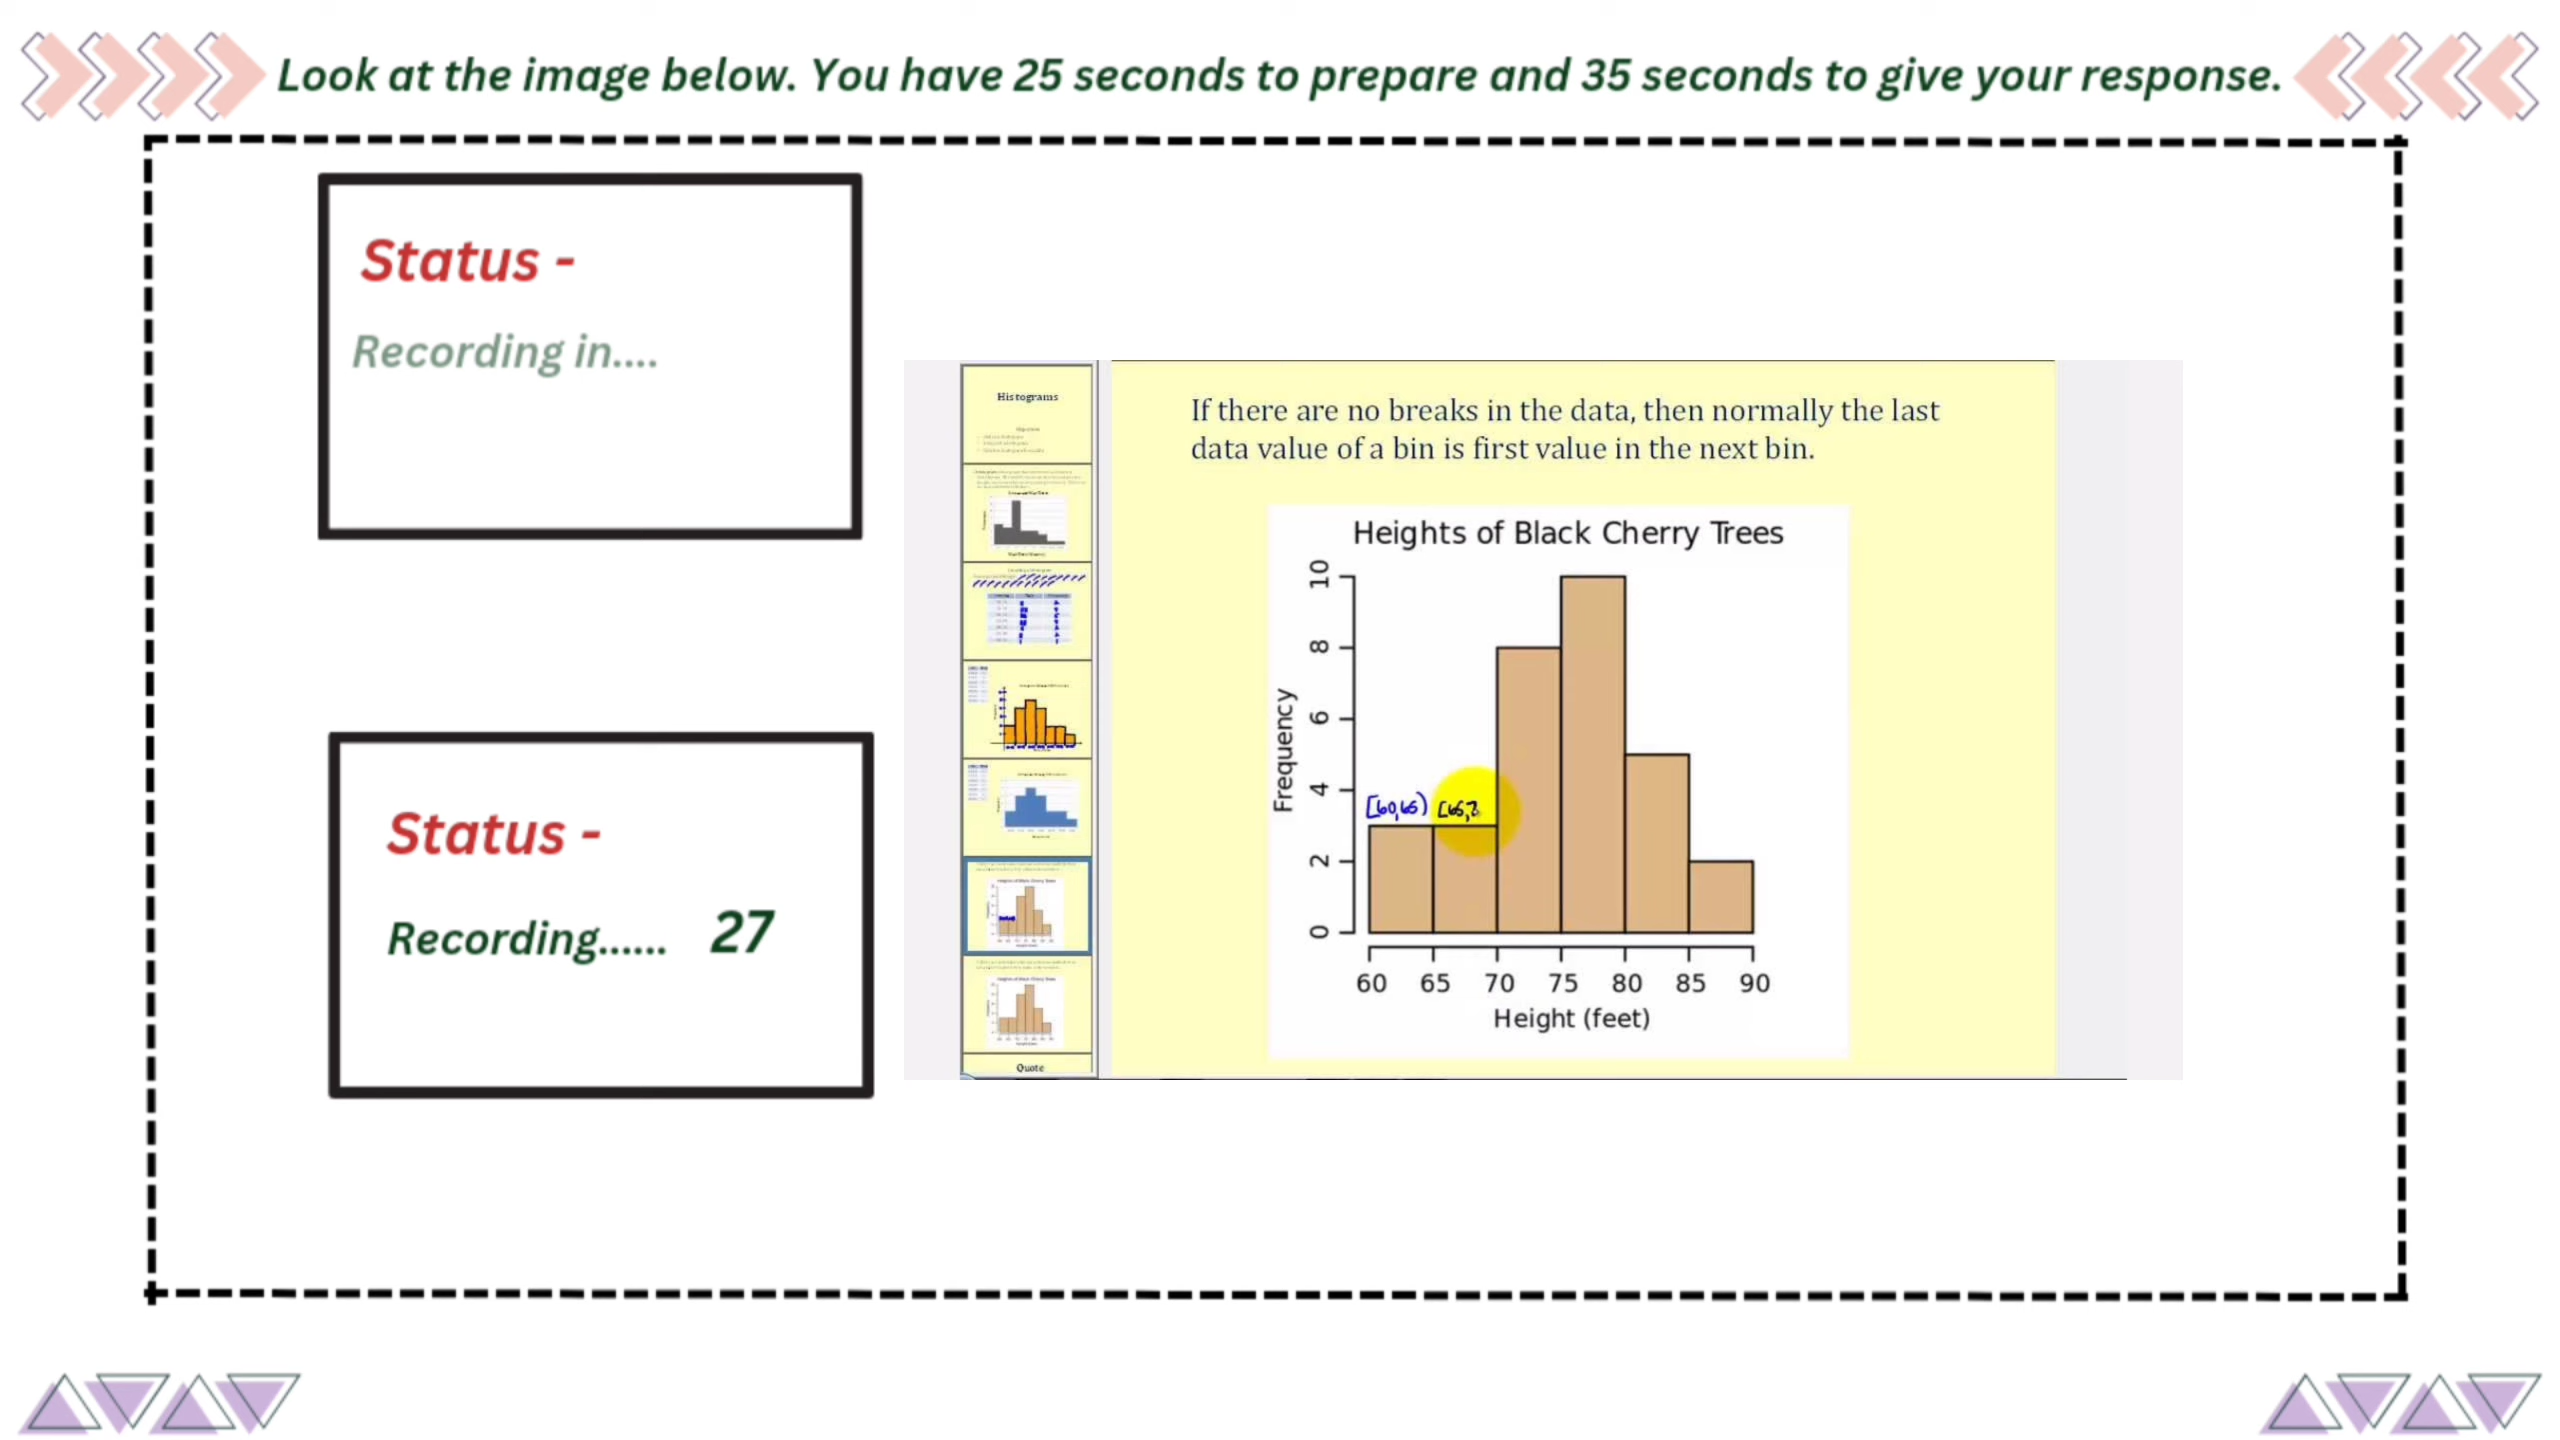 Look at the image below. You have 25 seconds to prepare and 35 seconds to give your response.
Status -
Recording in....
Status -
Recording...... 27
Histograms
Quote
If there are no breaks in the data, then normally the last
data value of a bin is first value in the next bin.
Heights of Black Cherry Trees
Frequency
10
8
6
4
2
0
[60,65) [65,7
60 65 70 75 80 85 90
Height (feet)